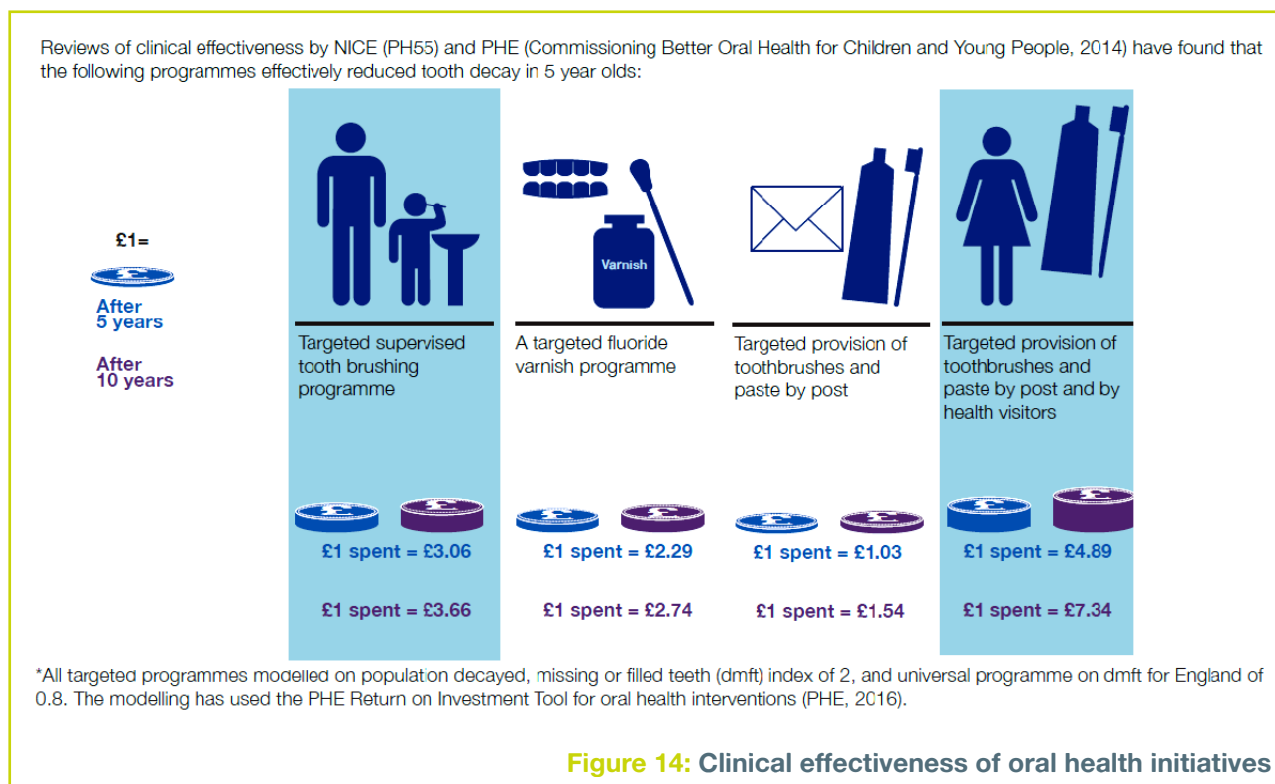 Reviews of clinical effectiveness by NICE (PH55) and PHE (Commissioning Better Oral Health for Children and Young People, 2014) have found that
the following programmes effectively reduced tooth decay in 5 year olds:
£1=
£
After
5 years
After
10 years
Varnish
Targeted supervised
tooth brushing
programme
£
£
£1 spent = £3.06
£1 spent = £3.66
A targeted fluoride
varnish programme
£
£
£1 spent = £2.29
£1 spent = £2.74
Targeted provision of
toothbrushes and
paste by post
£
£
£1 spent = £1.03
£1 spent = £1.54
Targeted provision of
toothbrushes and
paste by post and by
health visitors
£
£
£1 spent = £4.89
£1 spent = £7.34
*All targeted programmes modelled on population decayed, missing or filled teeth (dmft) index of 2, and universal programme on dmft for England of
0.8. The modelling has used the PHE Return on Investment Tool for oral health interventions (PHE, 2016).
Figure 14: Clinical effectiveness of oral health initiatives